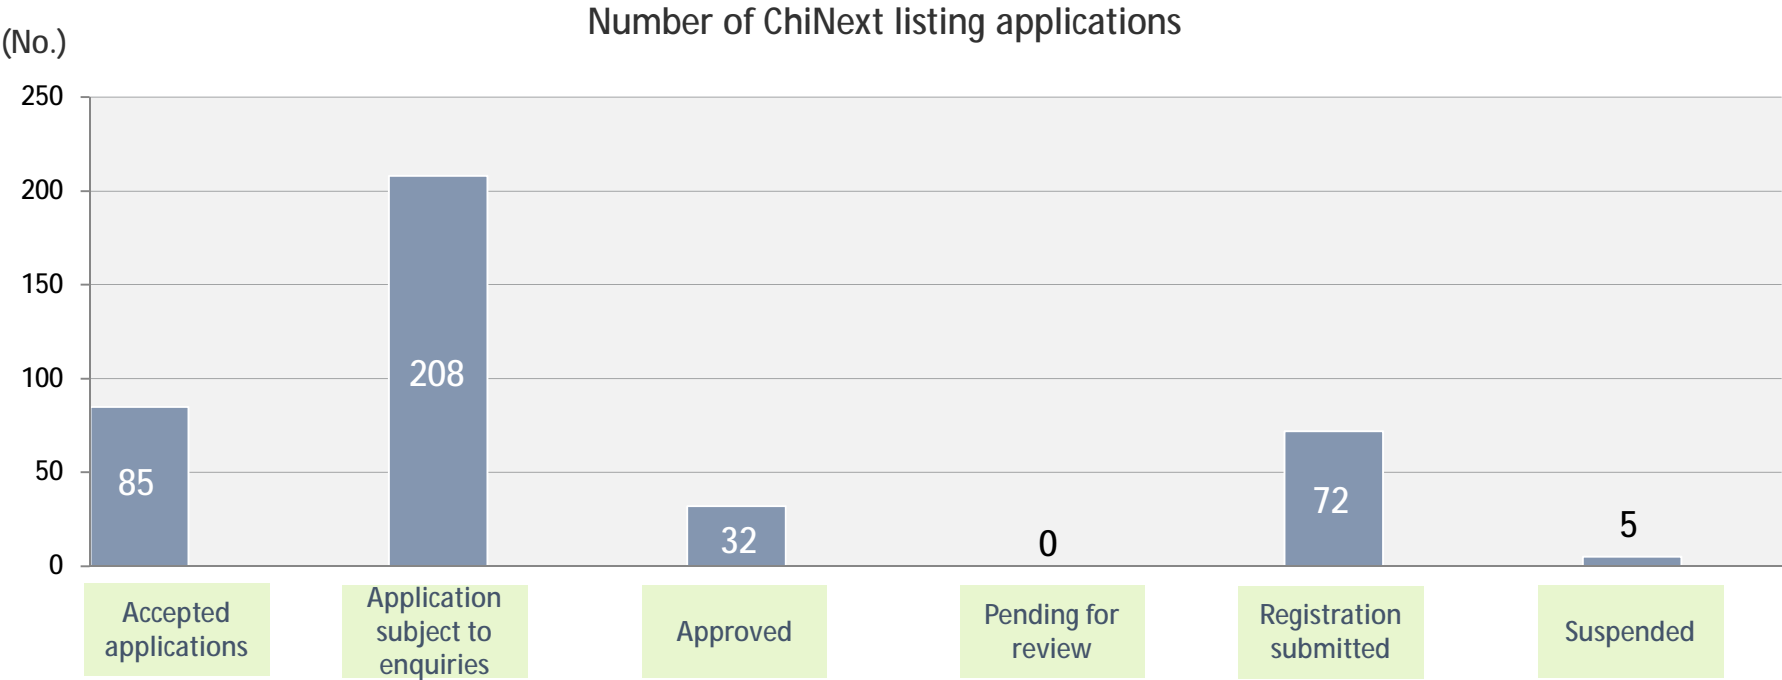 Number of ChiNext listing applications
(No.)
250
200
150
100
50
0
85
208
32
0
72
5
Accepted
applications
Application
subject to
enquiries
Approved
Pending for
review
Registration
submitted
Suspended